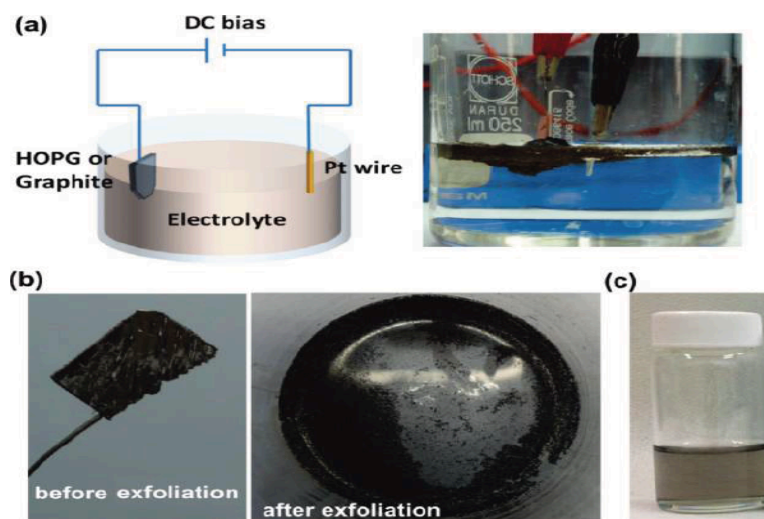 (a)
DC bias
HOPG or
Graphite
Pt wire
Electrolyte
SCHOTT
DURAN
250 ml
(b)
before exfoliation
after exfoliation
(c)